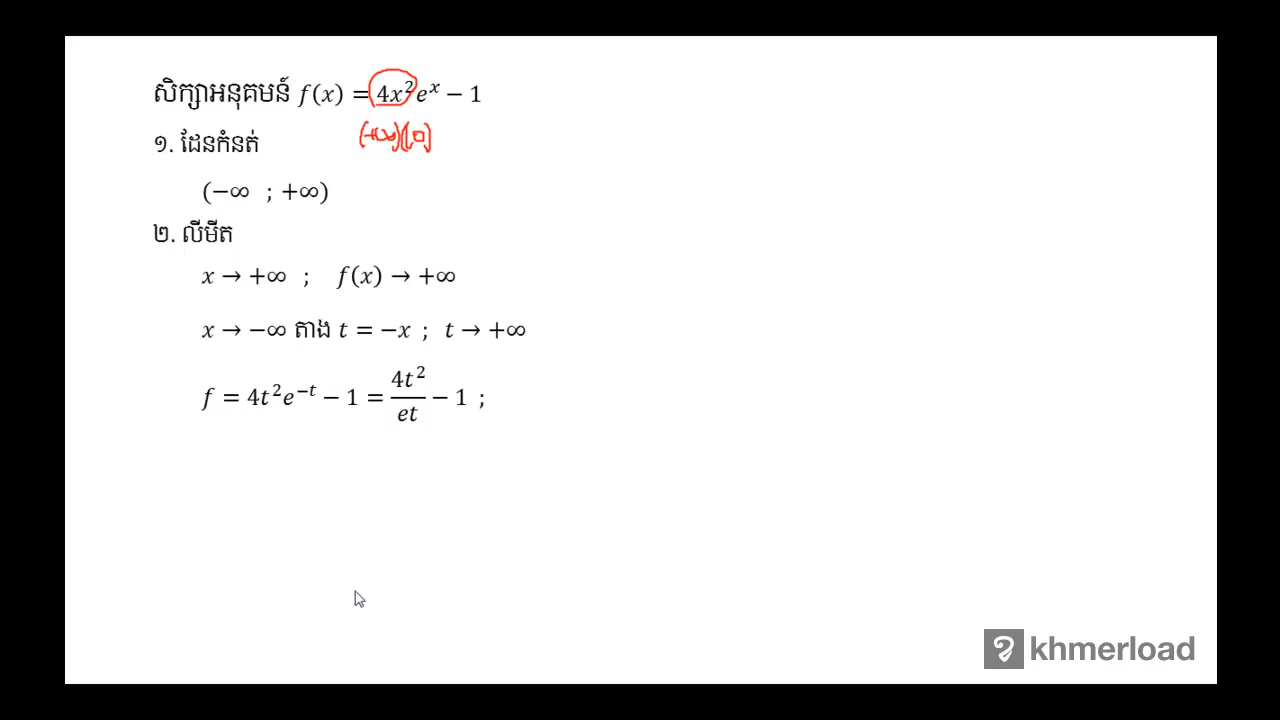 សិក្សាអនុគមន៍ f(x) = 4x²eˣ − 1
(+∞)(0)
១. ដែនកំនត់
(−∞ ; +∞)
២. លីមីត
x → +∞ ; f(x) → +∞
x → −∞ តាង t = −x ; t → +∞
f = 4t²e⁻ᵗ − 1 = 4t²/et − 1 ;
khmerload